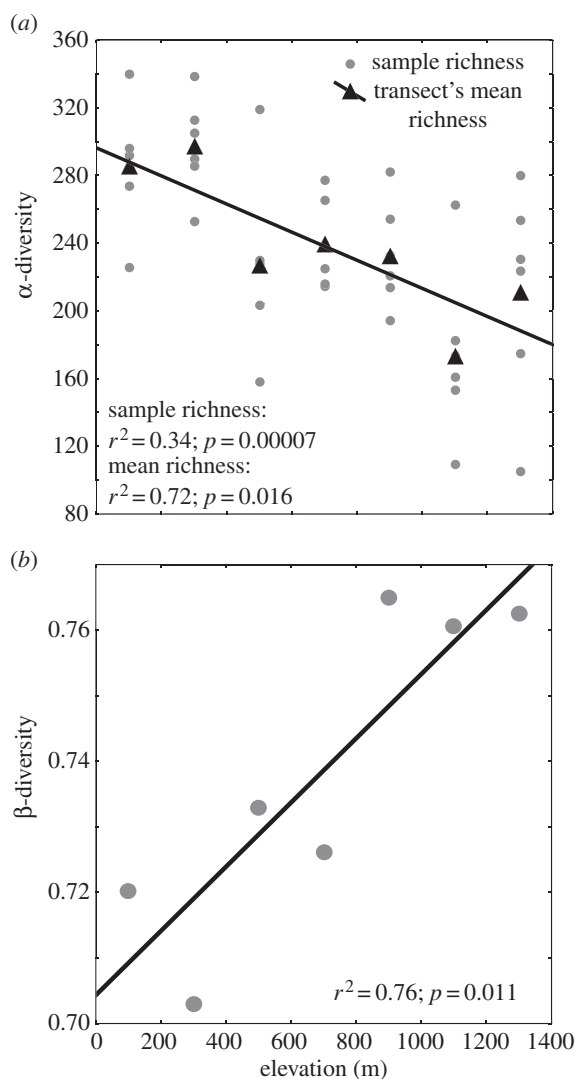 (a)
360
320
280
240
200
160
120
80
α-diversity
sample richness
transect's mean
richness
sample richness:
r² = 0.34; p = 0.00007
mean richness:
r² = 0.72; p = 0.016
(b)
0.76
0.74
0.72
0.70
β-diversity
r² = 0.76; p = 0.011
0 200 400 600 800 1000 1200 1400
elevation (m)